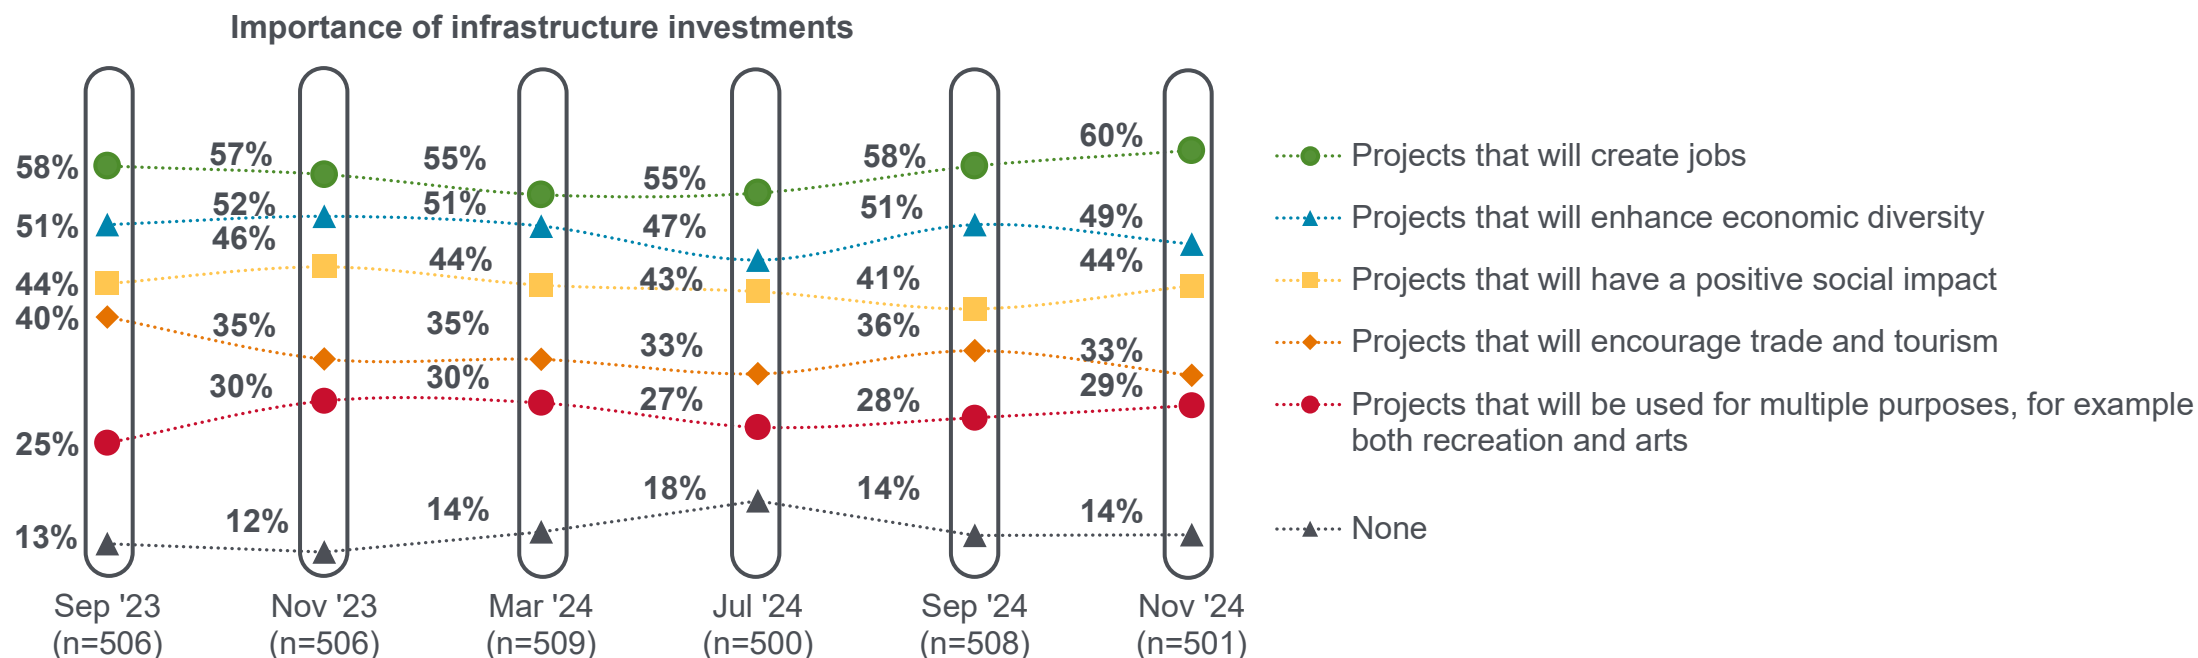 Importance of infrastructure investments
58%
57%
55%
55%
58%
60%
51%
52%
51%
47%
51%
49%
44%
46%
44%
43%
41%
44%
40%
35%
35%
33%
36%
33%
25%
30%
30%
27%
28%
29%
13%
12%
14%
18%
14%
14%
Sep '23
(n=506)
Nov '23
(n=506)
Mar '24
(n=509)
Jul '24
(n=500)
Sep '24
(n=508)
Nov '24
(n=501)
Projects that will create jobs
Projects that will enhance economic diversity
Projects that will have a positive social impact
Projects that will encourage trade and tourism
Projects that will be used for multiple purposes, for example
both recreation and arts
None